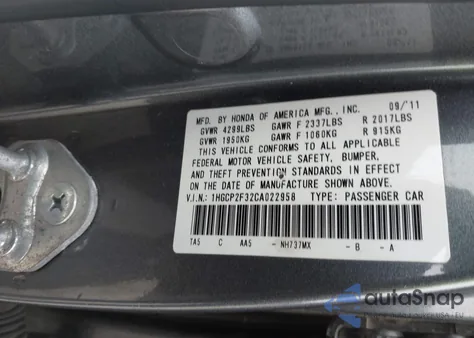 MFD. BY HONDA OF AMERICA MFG., INC. 09/11
GVWR 4299LBS GAWR F 2337LBS R 2017LBS
GVWR 1950KG GAWR F 1060KG R 915KG
THIS VEHICLE CONFORMS TO ALL APPLICABLE
FEDERAL MOTOR VEHICLE SAFETY, BUMPER,
AND THEFT PREVENTION STANDARDS IN EFFECT
ON THE DATE OF MANUFACTURE SHOWN ABOVE.
V.I.N.: 1HGCP2F32CA022958 TYPE: PASSENGER CAR
TA5 C AA5 - NH737MX - B - A
autoSnap